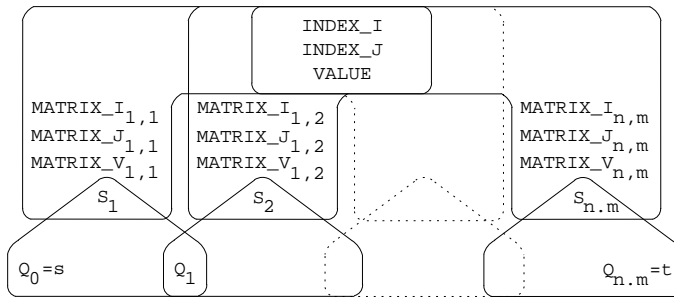 INDEX_I
INDEX_J
VALUE
MATRIX_I1,1 MATRIX_I1,2 MATRIX_In,m
MATRIX_J1,1 MATRIX_J1,2 MATRIX_Jn,m
MATRIX_V1,1 MATRIX_V1,2 MATRIX_Vn,m
S1 S2 Sn.m
Q0=s Q1 Qn.m=t